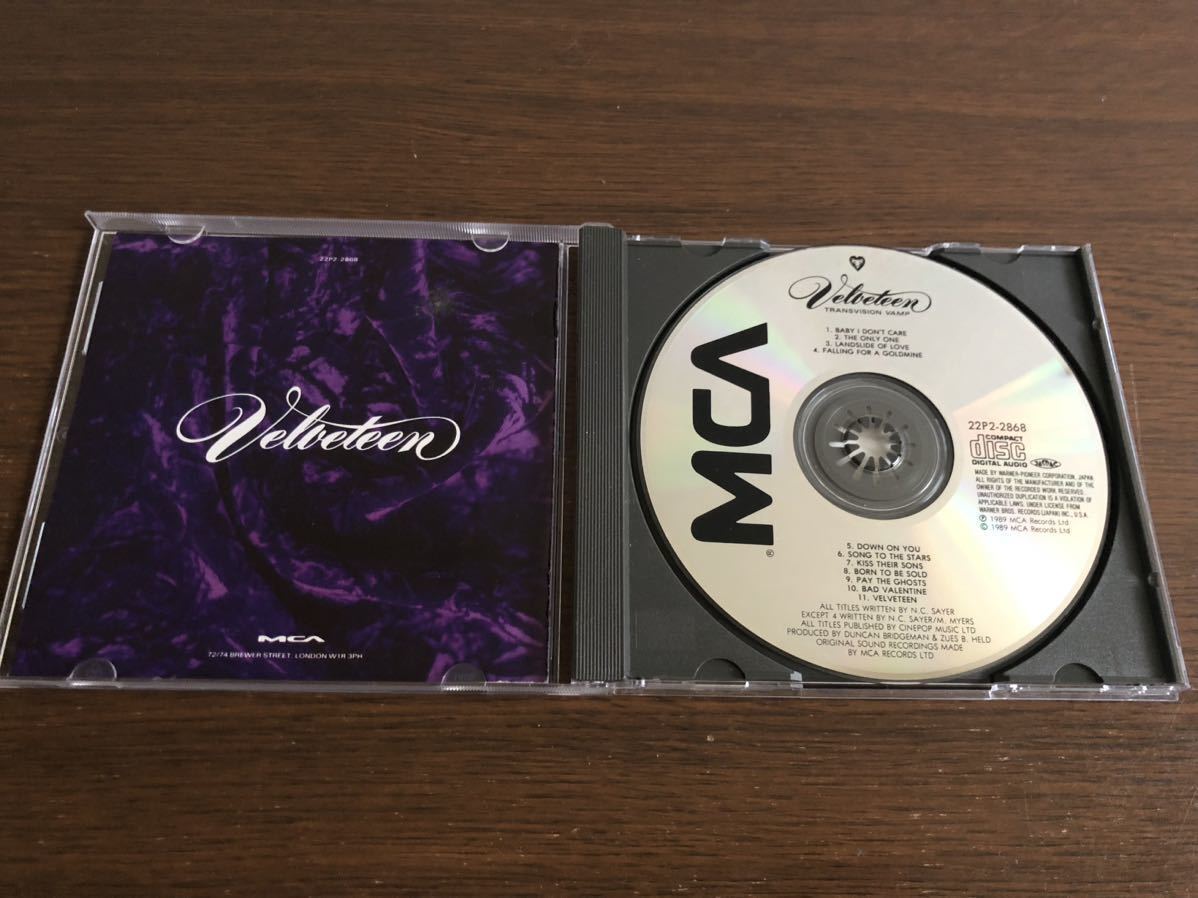 22P2-2868
Velveteen
MCA
72/74 BREWER STREET, LONDON W1R 3PH
Velveteen
TRANSVISION VAMP
1. BABY I DON'T CARE
2. THE ONLY ONE
3. LANDSLIDE OF LOVE
4. FALLING FOR A GOLDMINE
MCA
®
22P2-2868
COMPACT
disc
DIGITAL AUDIO
MADE BY WARNER-PIONEER CORPORATION, JAPAN
ALL RIGHTS OF THE MANUFACTURER AND OF THE
OWNER OF THE RECORDED WORK RESERVED.
UNAUTHORIZED DUPLICATION IS A VIOLATION OF
APPLICABLE LAWS. UNDER LICENSE FROM
WARNER BROS. RECORDS (JAPAN) INC., U.S.A.
℗ 1989 MCA Records Ltd
© 1989 MCA Records Ltd
5. DOWN ON YOU
6. SONG TO THE STARS
7. KISS THEIR SONS
8. BORN TO BE SOLD
9. PAY THE GHOSTS
10. BAD VALENTINE
11. VELVETEEN
ALL TITLES WRITTEN BY N.C. SAYER
EXCEPT 4 WRITTEN BY N.C. SAYER/M. MYERS
ALL TITLES PUBLISHED BY CINEPOP MUSIC LTD
PRODUCED BY DUNCAN BRIDGEMAN & ZUES B. HELD
ORIGINAL SOUND RECORDINGS MADE
BY MCA RECORDS LTD